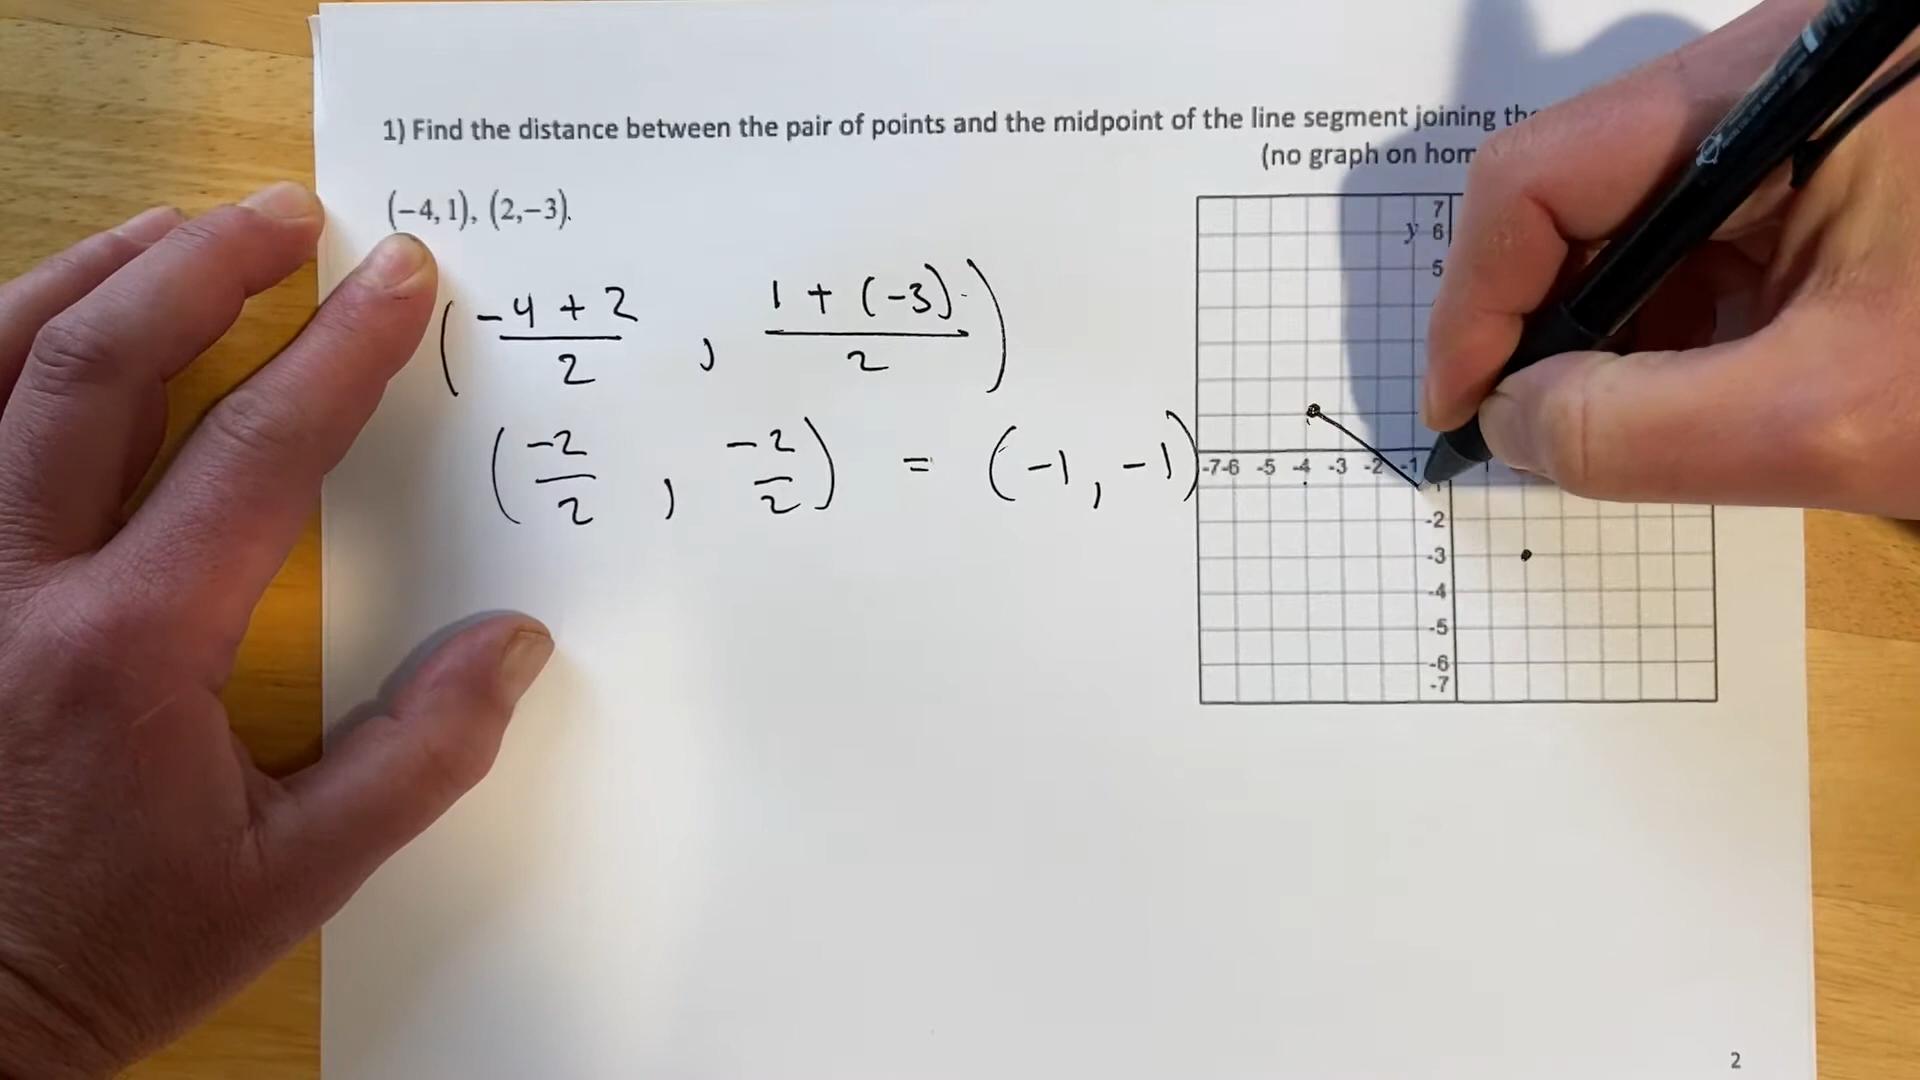 1) Find the distance between the pair of points and the midpoint of the line segment joining
(no graph on
(−4, 1), (2,−3).
( -4 + 2 / 2 , 1 + (-3) / 2 )
( -2 / 2 , -2 / 2 ) = (-1, -1)
7
y 6
5
-7 -6 -5 -4 -3 -2 -1
-2
-3
-4
-5
-6
-7
2